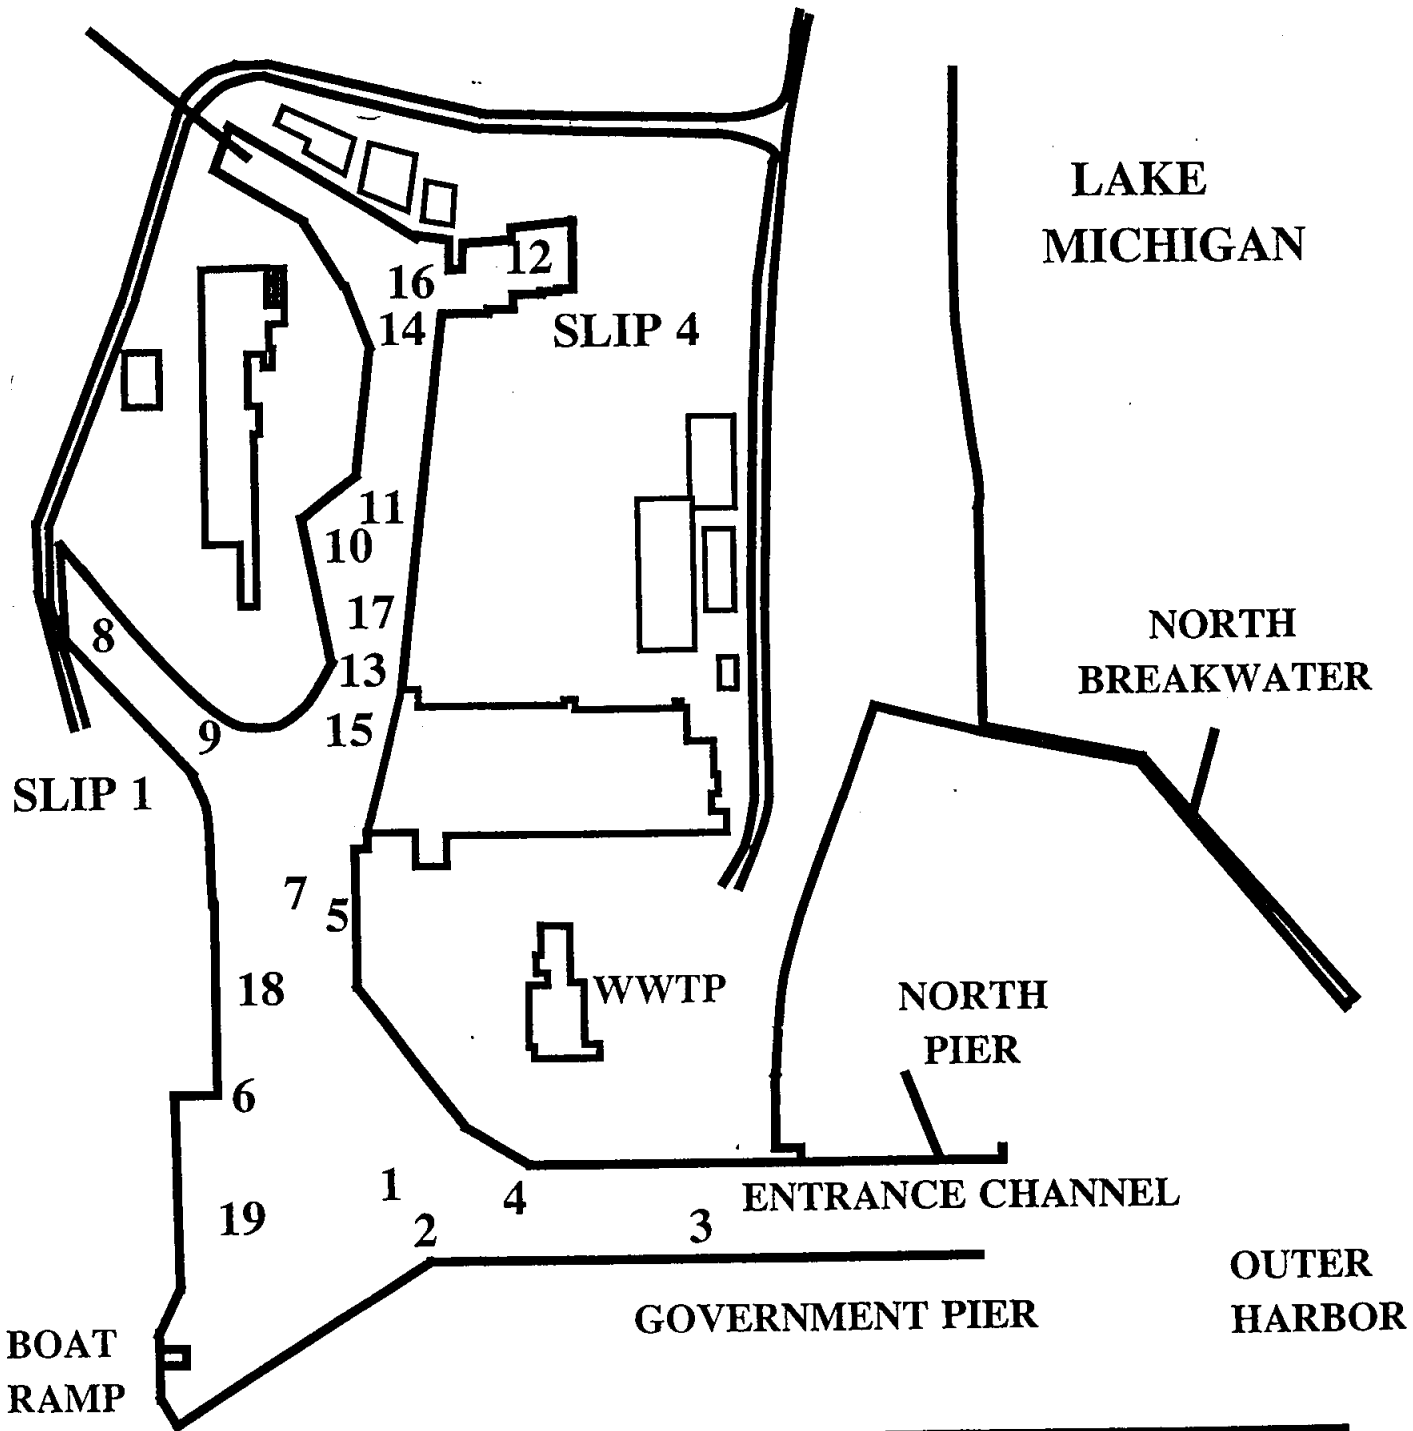 LAKE
MICHIGAN
12
16
14
SLIP 4
11
10
17
NORTH
BREAKWATER
8
13
15
9
SLIP 1
7
5
18
WWTP
NORTH
PIER
6
1
4
ENTRANCE CHANNEL
19
2
3
OUTER
HARBOR
GOVERNMENT PIER
BOAT
RAMP